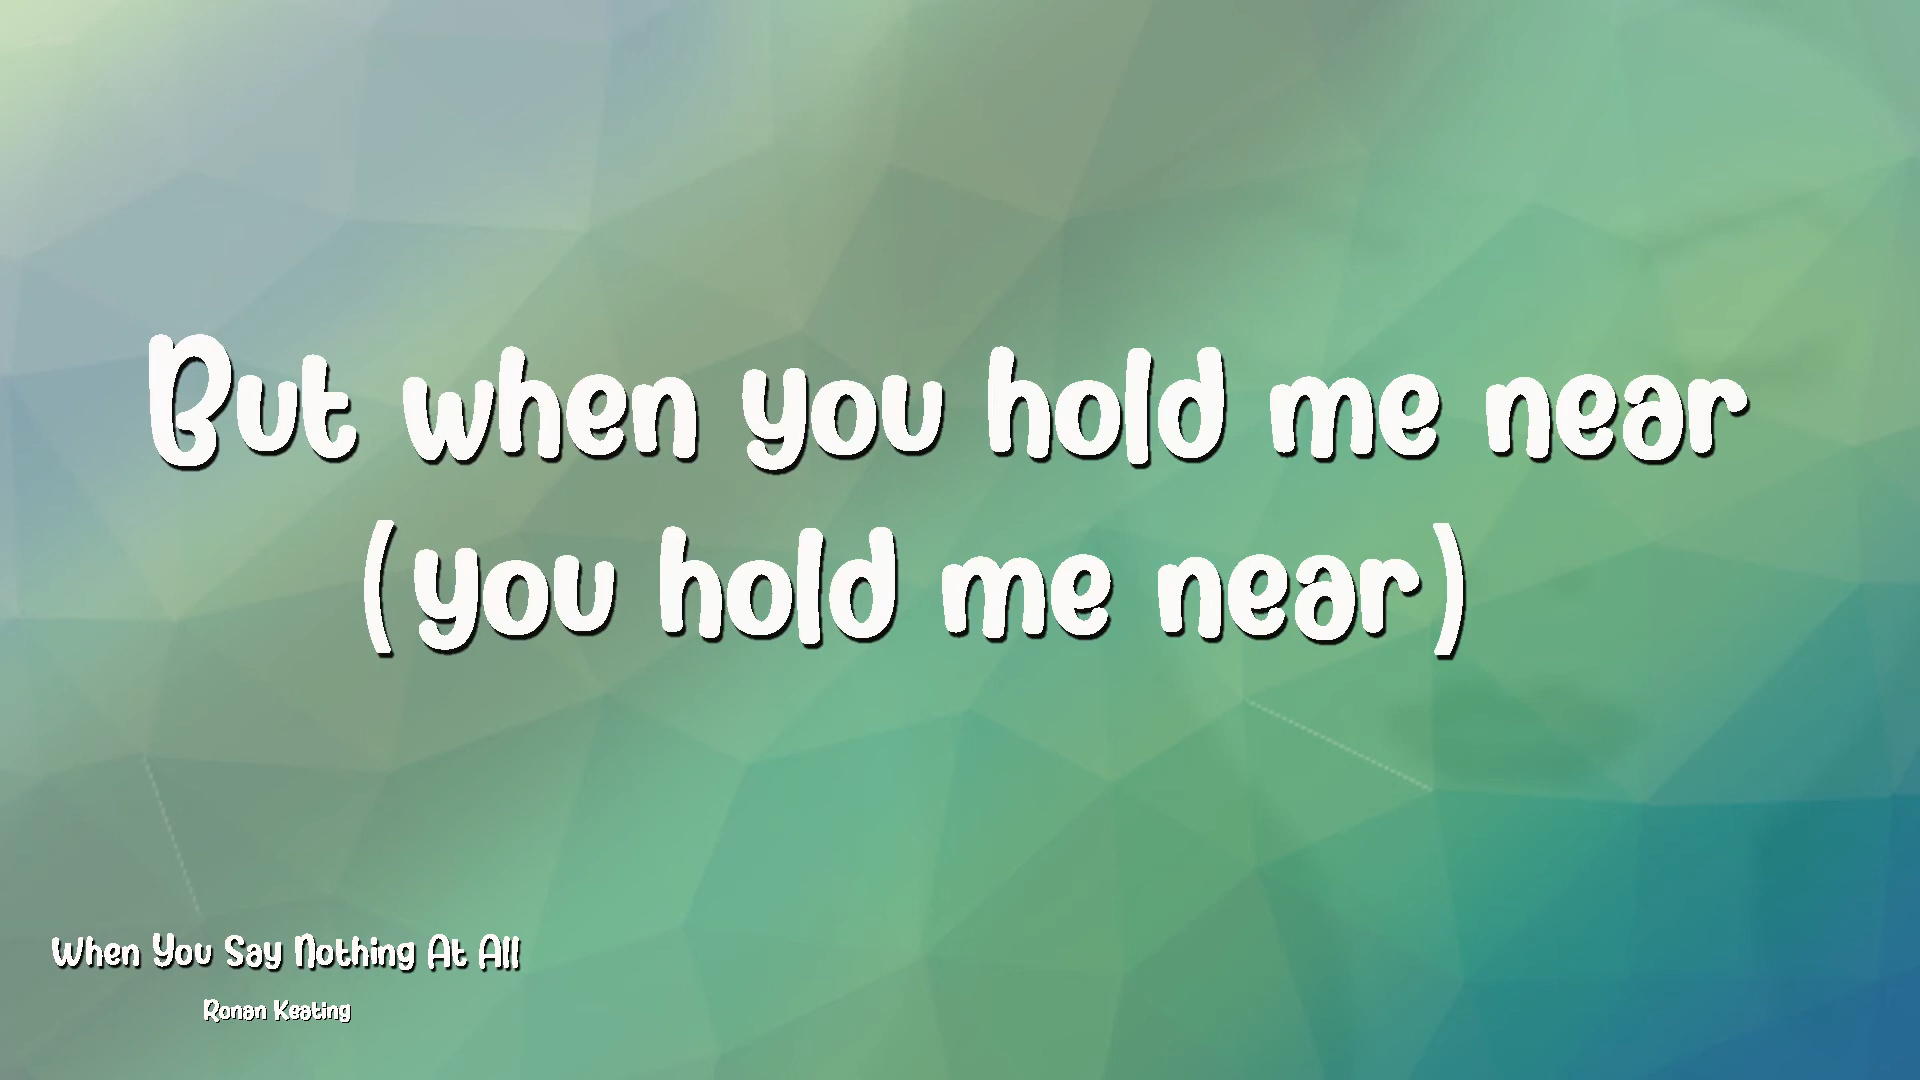 But when you hold me near
(you hold me near)
When You Say Nothing At All
Ronan Keating